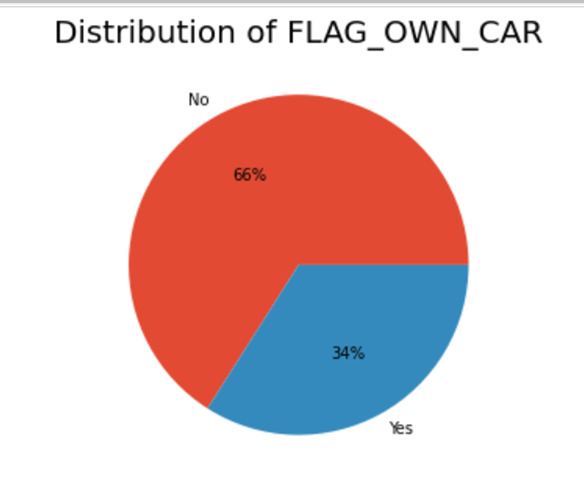 Distribution of FLAG_OWN_CAR
No
66%
34%
Yes